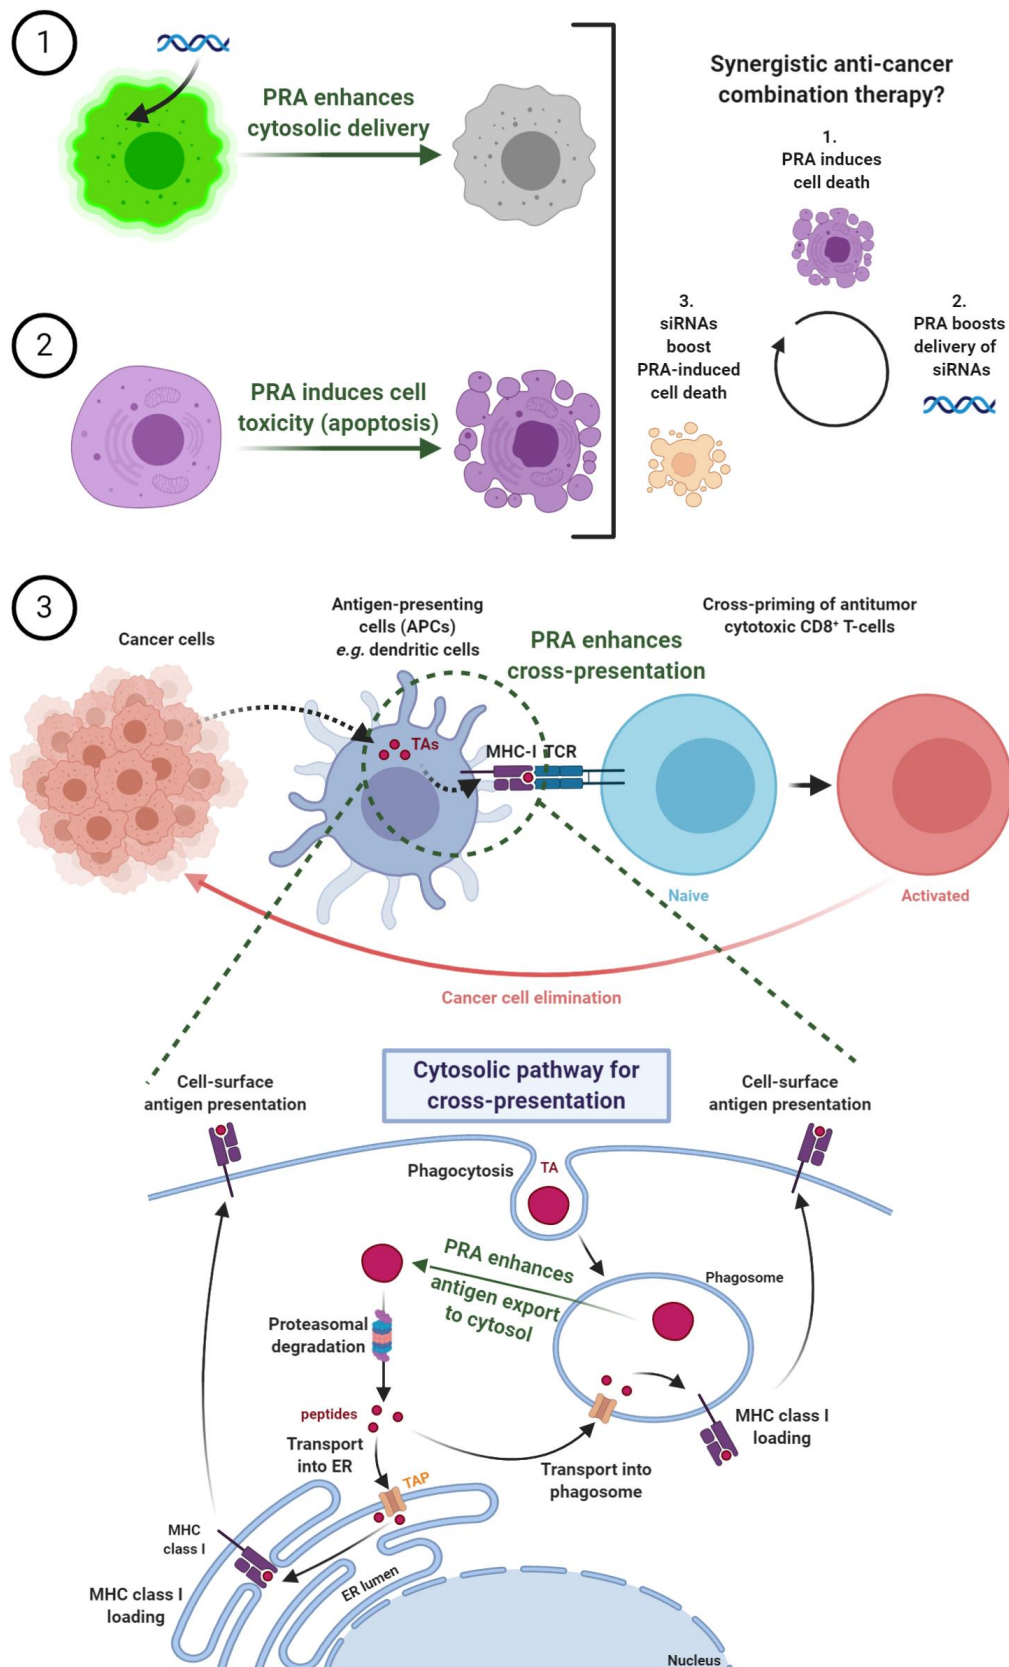 1
PRA enhances
cytosolic delivery
Synergistic anti-cancer
combination therapy?
1.
PRA induces
cell death
2.
PRA boosts
delivery of
siRNAs
3.
siRNAs
boost
PRA-induced
cell death
2
PRA induces cell
toxicity (apoptosis)
3
Cancer cells
Antigen-presenting
cells (APCs)
e.g. dendritic cells
PRA enhances
cross-presentation
Cross-priming of antitumor
cytotoxic CD8⁺ T-cells
TAs
MHC-I TCR
Naive
Activated
Cancer cell elimination
Cytosolic pathway for
cross-presentation
Cell-surface
antigen presentation
Cell-surface
antigen presentation
Phagocytosis
TA
PRA enhances
antigen export
to cytosol
Phagosome
Proteasomal
degradation
peptides
Transport
into ER
TAP
Transport into
phagosome
MHC class I
loading
MHC
class I
MHC class I
loading
ER lumen
Nucleus